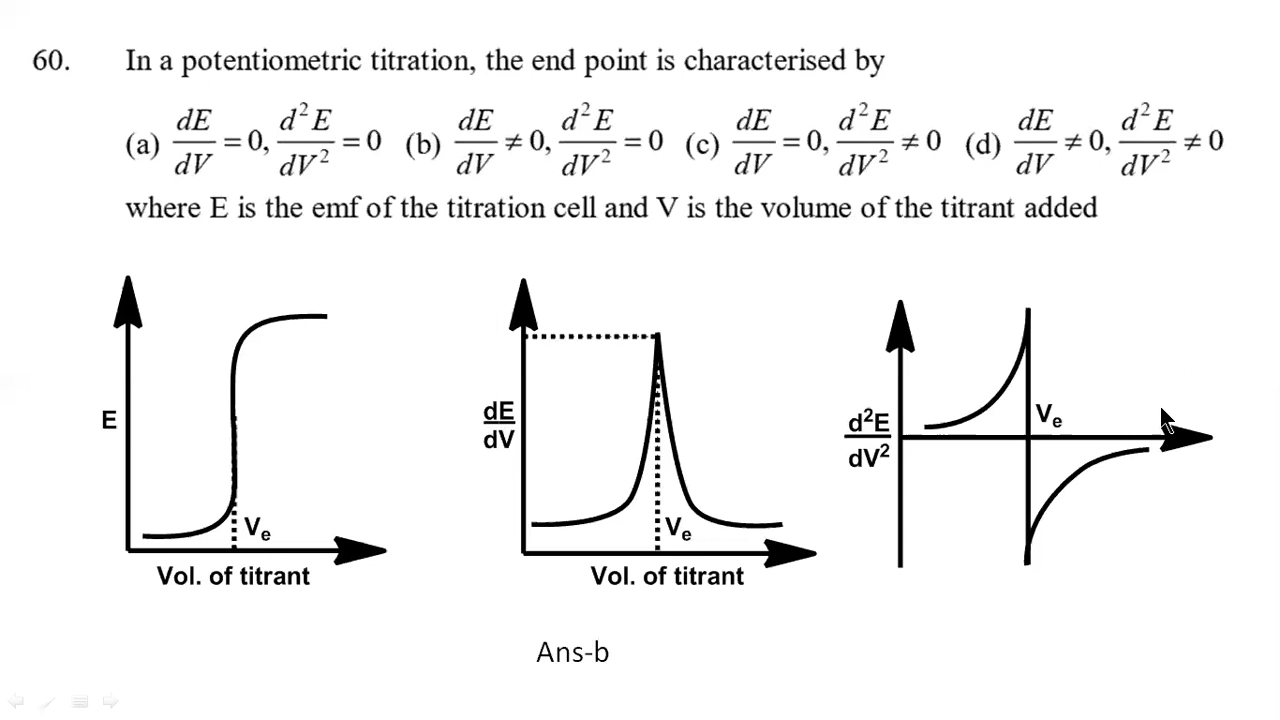 60. In a potentiometric titration, the end point is characterised by
(a) dE/dV = 0, d²E/dV² = 0 (b) dE/dV ≠ 0, d²E/dV² = 0 (c) dE/dV = 0, d²E/dV² ≠ 0 (d) dE/dV ≠ 0, d²E/dV² ≠ 0
where E is the emf of the titration cell and V is the volume of the titrant added
E
Vₑ
Vol. of titrant
dE/dV
Vₑ
Vol. of titrant
d²E/dV²
Vₑ
Ans-b